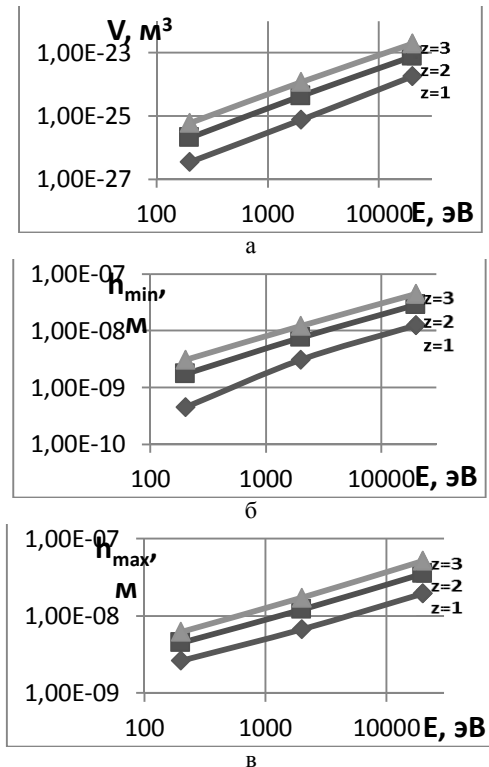 V, м³
1,00E-23
1,00E-25
1,00E-27
z=3
z=2
z=1
100 1000 10000 E, эВ
а
1,00E-07
h min,
м
1,00E-08
1,00E-09
1,00E-10
z=3
z=2
z=1
100 1000 10000 E, эВ
б
1,00E-07
h max,
м
1,00E-08
1,00E-09
z=3
z=2
z=1
100 1000 10000 E, эВ
в